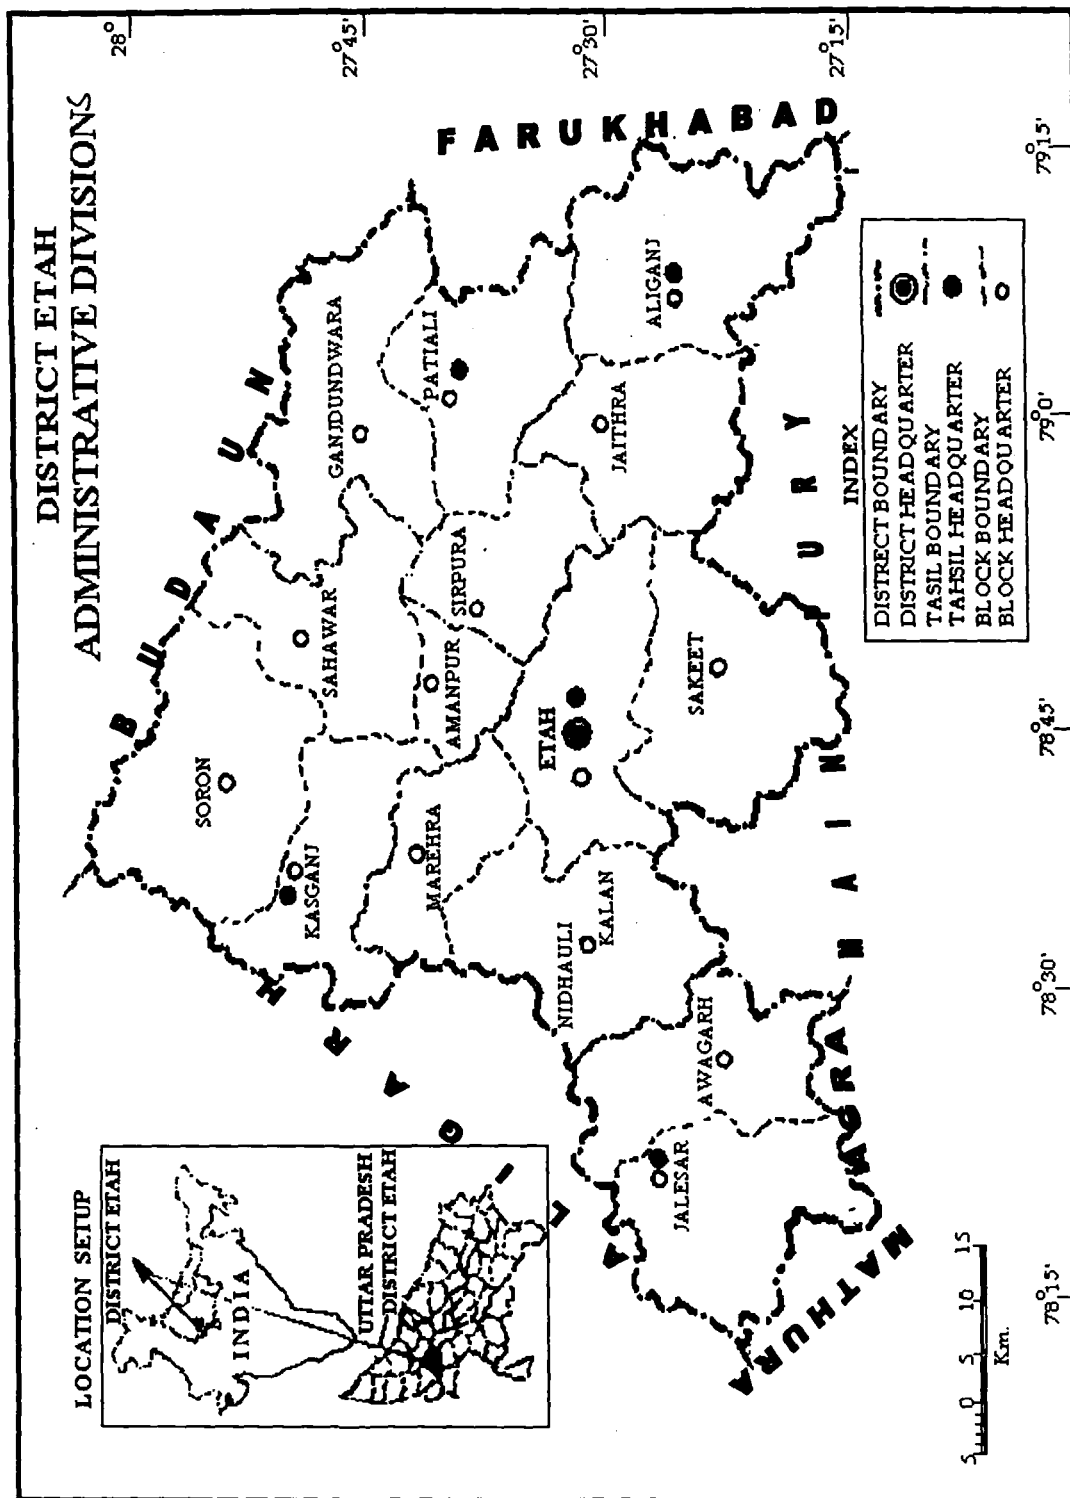 DISTRICT ETAH
ADMINISTRATIVE DIVISIONS
LOCATION SETUP
DISTRICT ETAH
INDIA
UTTAR PRADESH
DISTRICT ETAH
BUDAUN
FARUKHABAD
MAINPURY
AGRA
MATHURA
ALIGARH
SORON
KASGANJ
SAHAWAR
GANJDUNDWARA
PATIALI
AMANPUR
SIRPURA
MAREHRA
ETAH
NIDHAULI
KALAN
JAITHRA
ALIGANJ
SAKEET
AWAGARH
JALESAR
28°
27°45'
27°30'
27°15'
78°15'
78°30'
78°45'
79°0'
79°15'
INDEX
DISTRECT BOUNDARY
DISTRICT HEADQUARTER
TASIL BOUNDARY
TAHSIL HEADQUARTER
BLOCK BOUNDARY
BLOCK HEADQUARTER
5 0 5 10 15
Km.